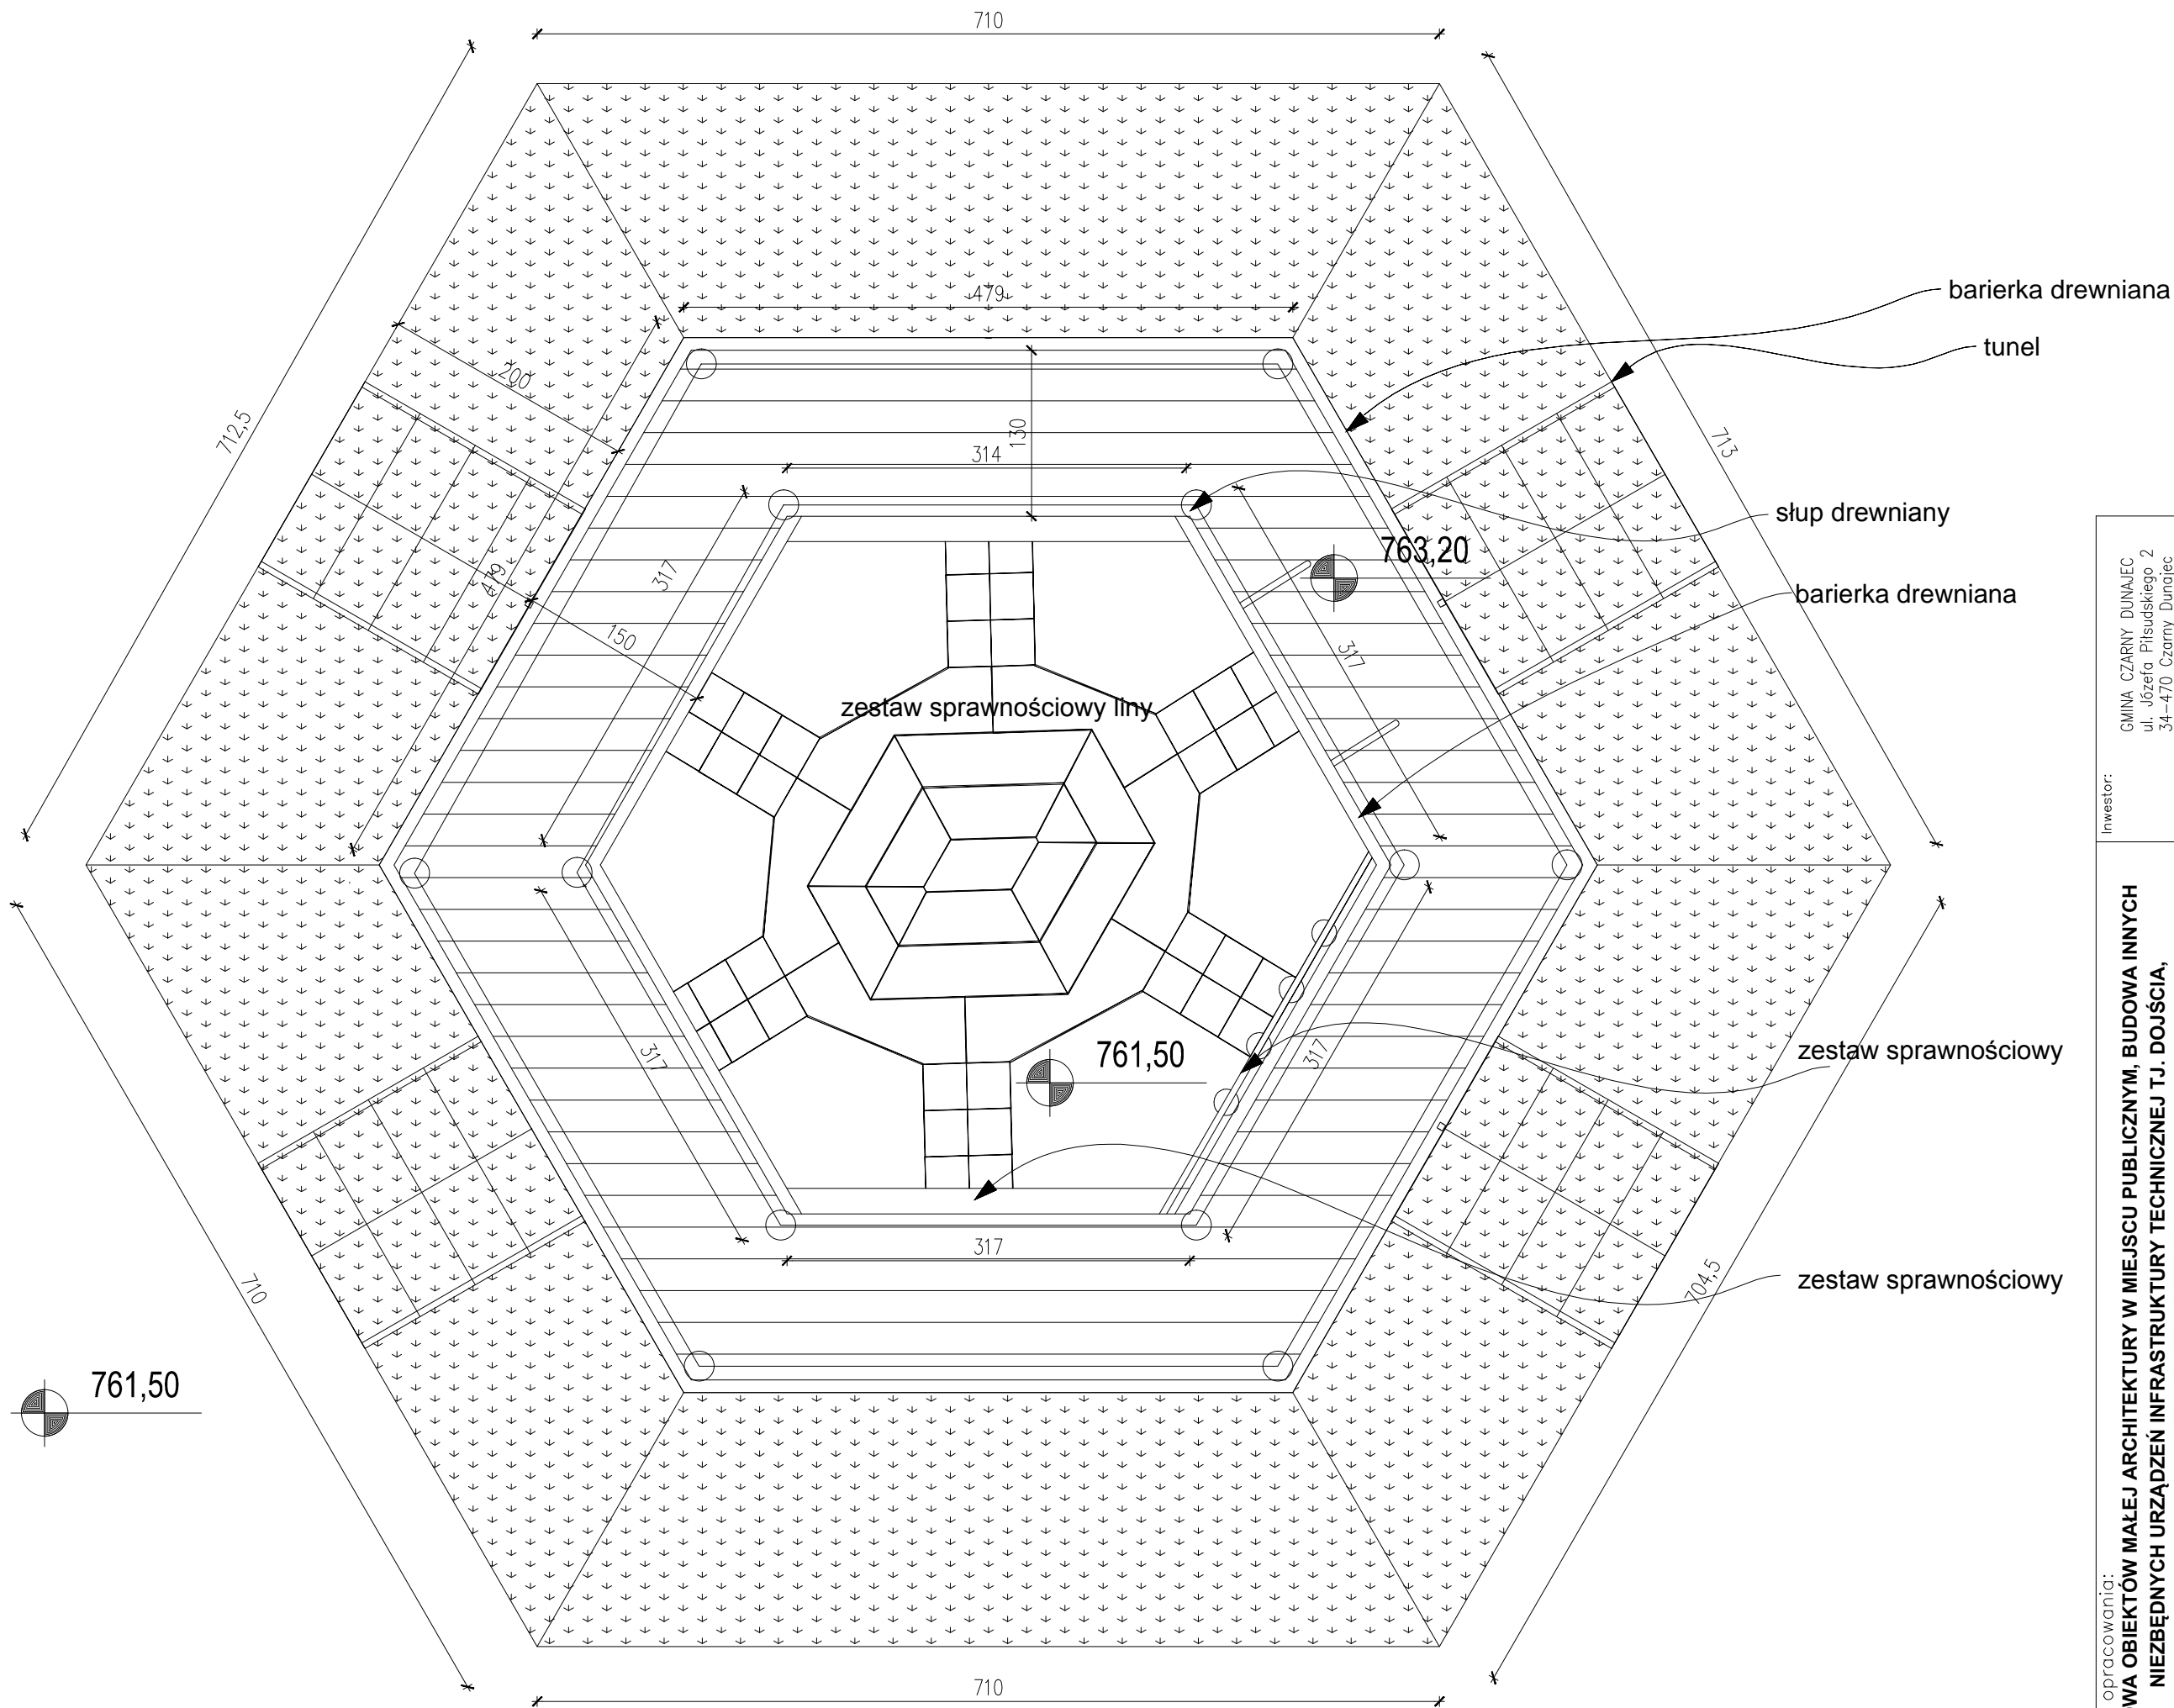 710
712,5
713
479
barierka drewniana
tunel
200
130
314
słup drewniany
763,20
317
317
479
150
barierka drewniana
zestaw sprawnościowy liny
761,50
zestaw sprawnościowy
317
317
317
zestaw sprawnościowy
710
704,5
761,50
710
Inwestor:
GMINA CZARNY DUNAJEC
ul. Józefa Piłsudskiego 2
34-470 Czarny Dunajec
opracowania:
WA OBIEKTÓW MAŁEJ ARCHITEKTURY W MIEJSCU PUBLICZNYM, BUDOWA INNYCH
NIEZBĘDNYCH URZĄDZEŃ INFRASTRUKTURY TECHNICZNEJ TJ. DOJŚCIA,